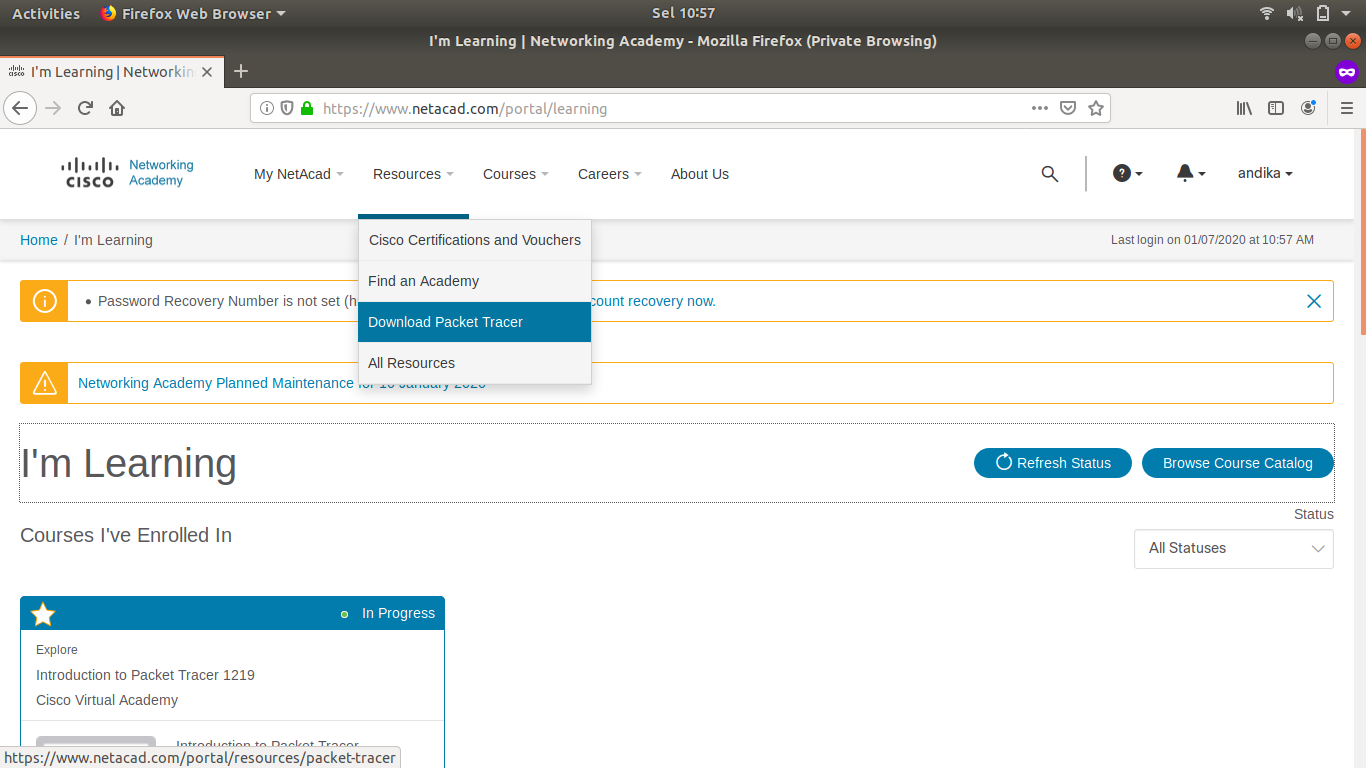 Activities Firefox Web Browser Sel 10:57
I'm Learning | Networking Academy - Mozilla Firefox (Private Browsing)
I'm Learning | Networkin
https://www.netacad.com/portal/learning
CISCO Networking Academy
My NetAcad Resources Courses Careers About Us andika
Home / I'm Learning Last login on 01/07/2020 at 10:57 AM
Cisco Certifications and Vouchers
Find an Academy
• Password Recovery Number is not set count recovery now.
Download Packet Tracer
All Resources
Networking Academy Planned Maintenance for 10 January 2020
I'm Learning Refresh Status Browse Course Catalog
Status
Courses I've Enrolled In
All Statuses
In Progress
Explore
Introduction to Packet Tracer 1219
Cisco Virtual Academy
Introduction to Packet Tracer
https://www.netacad.com/portal/resources/packet-tracer